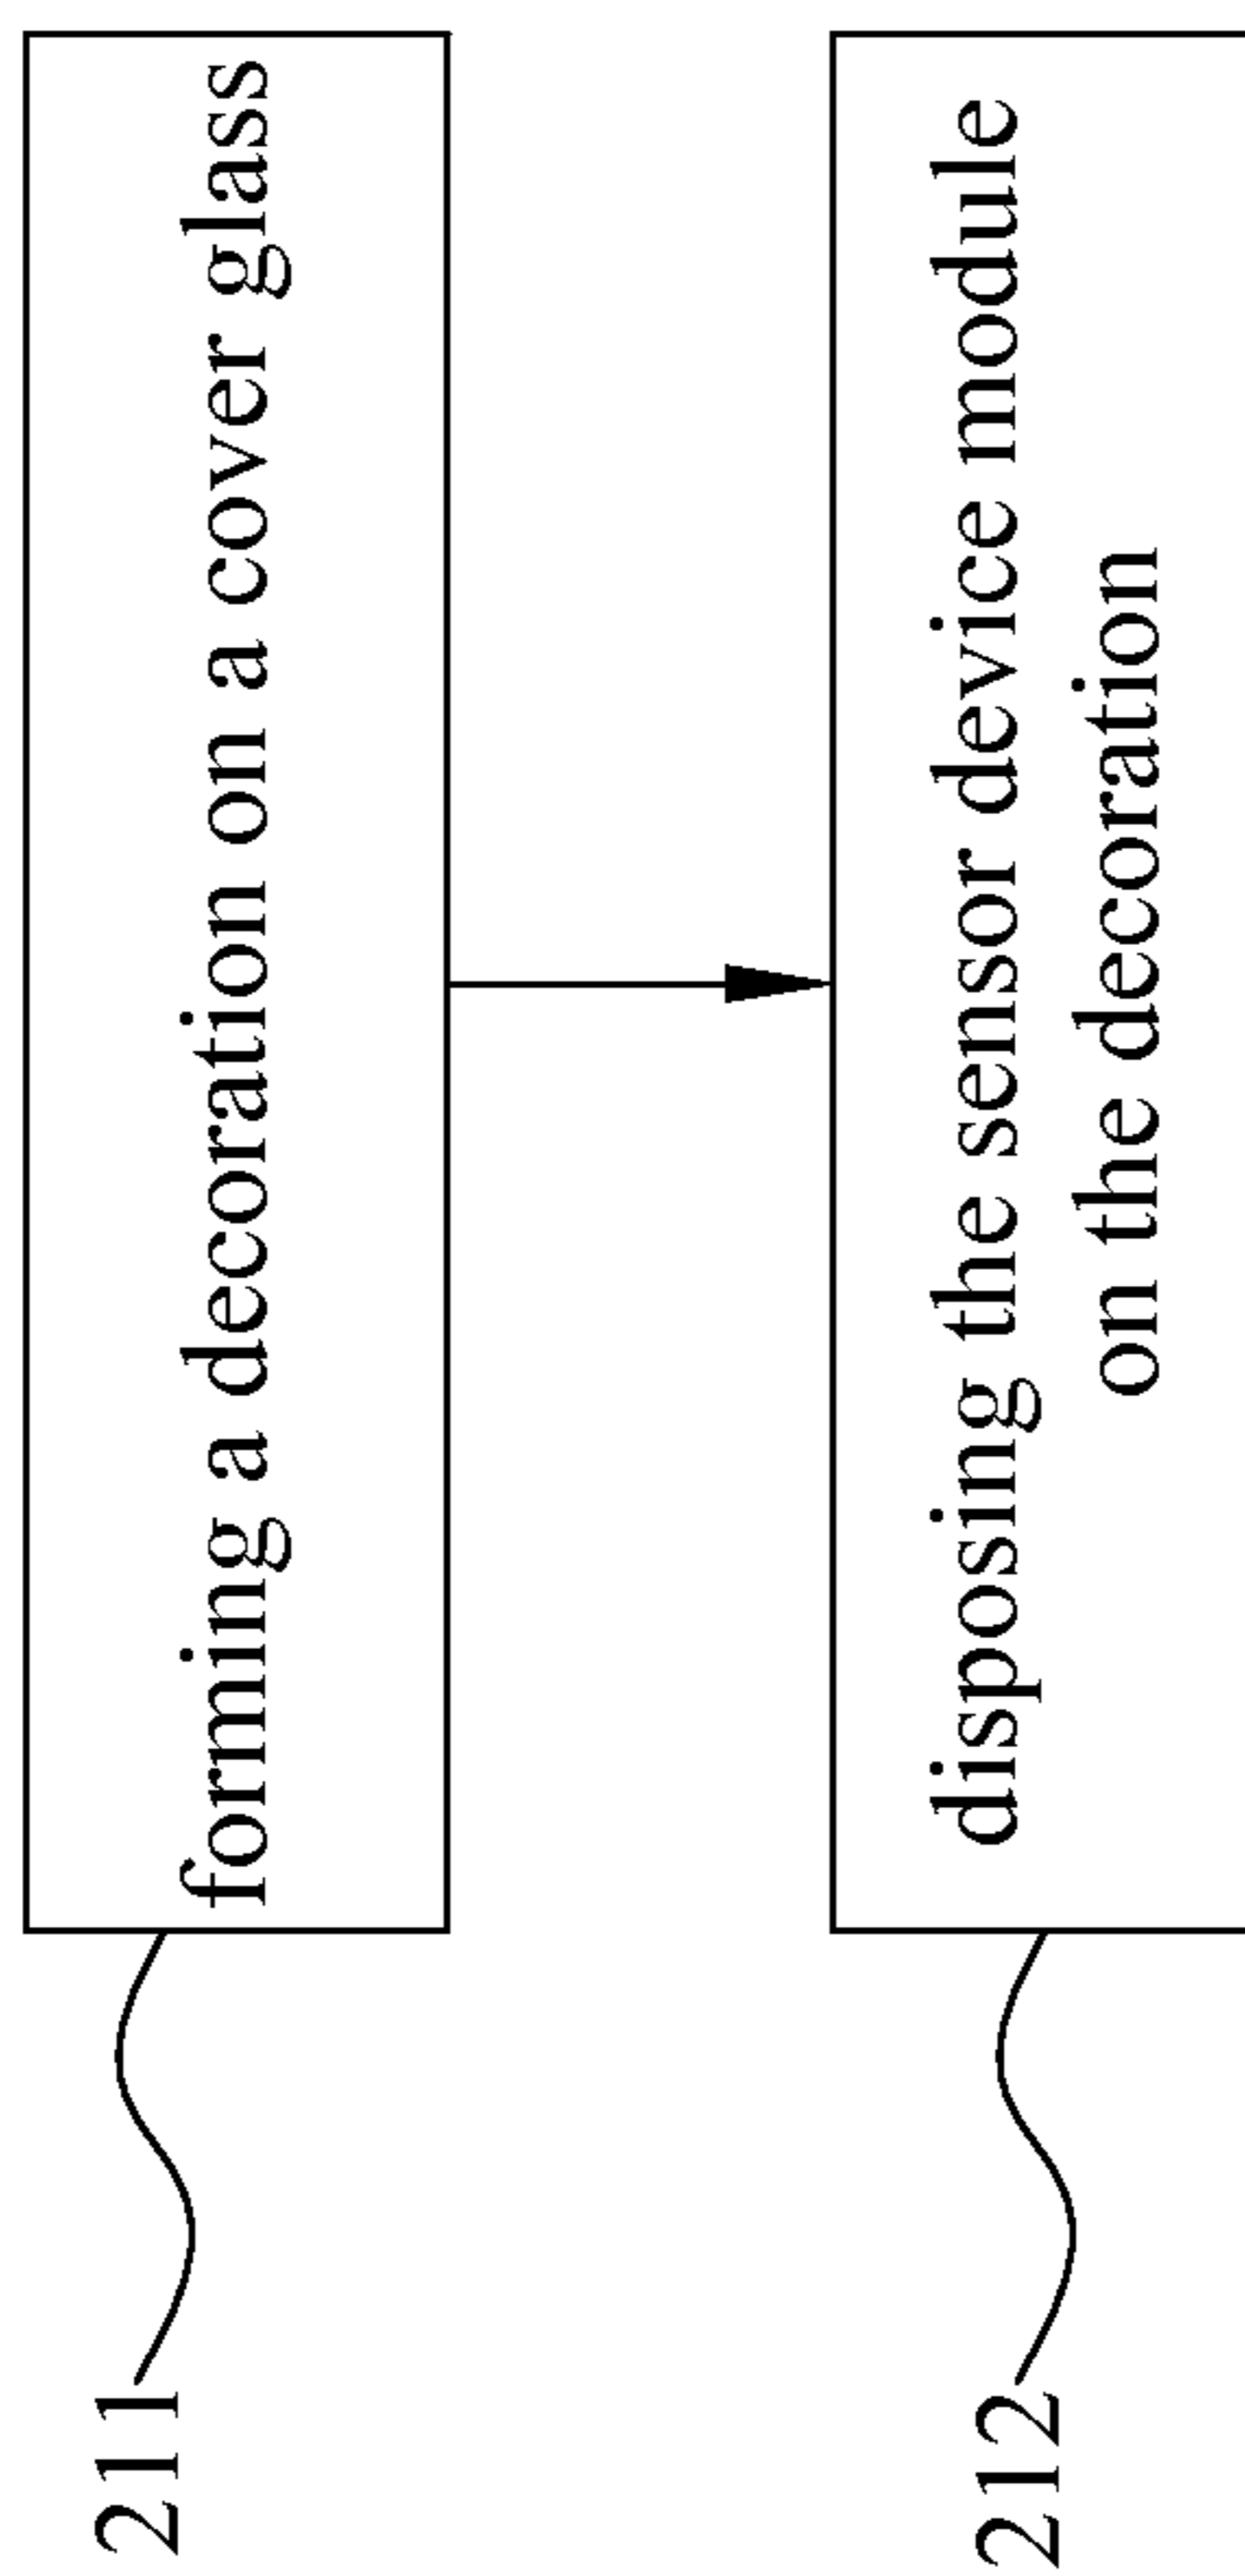 211
forming a decoration on a cover glass
212
disposing the sensor device module
on the decoration